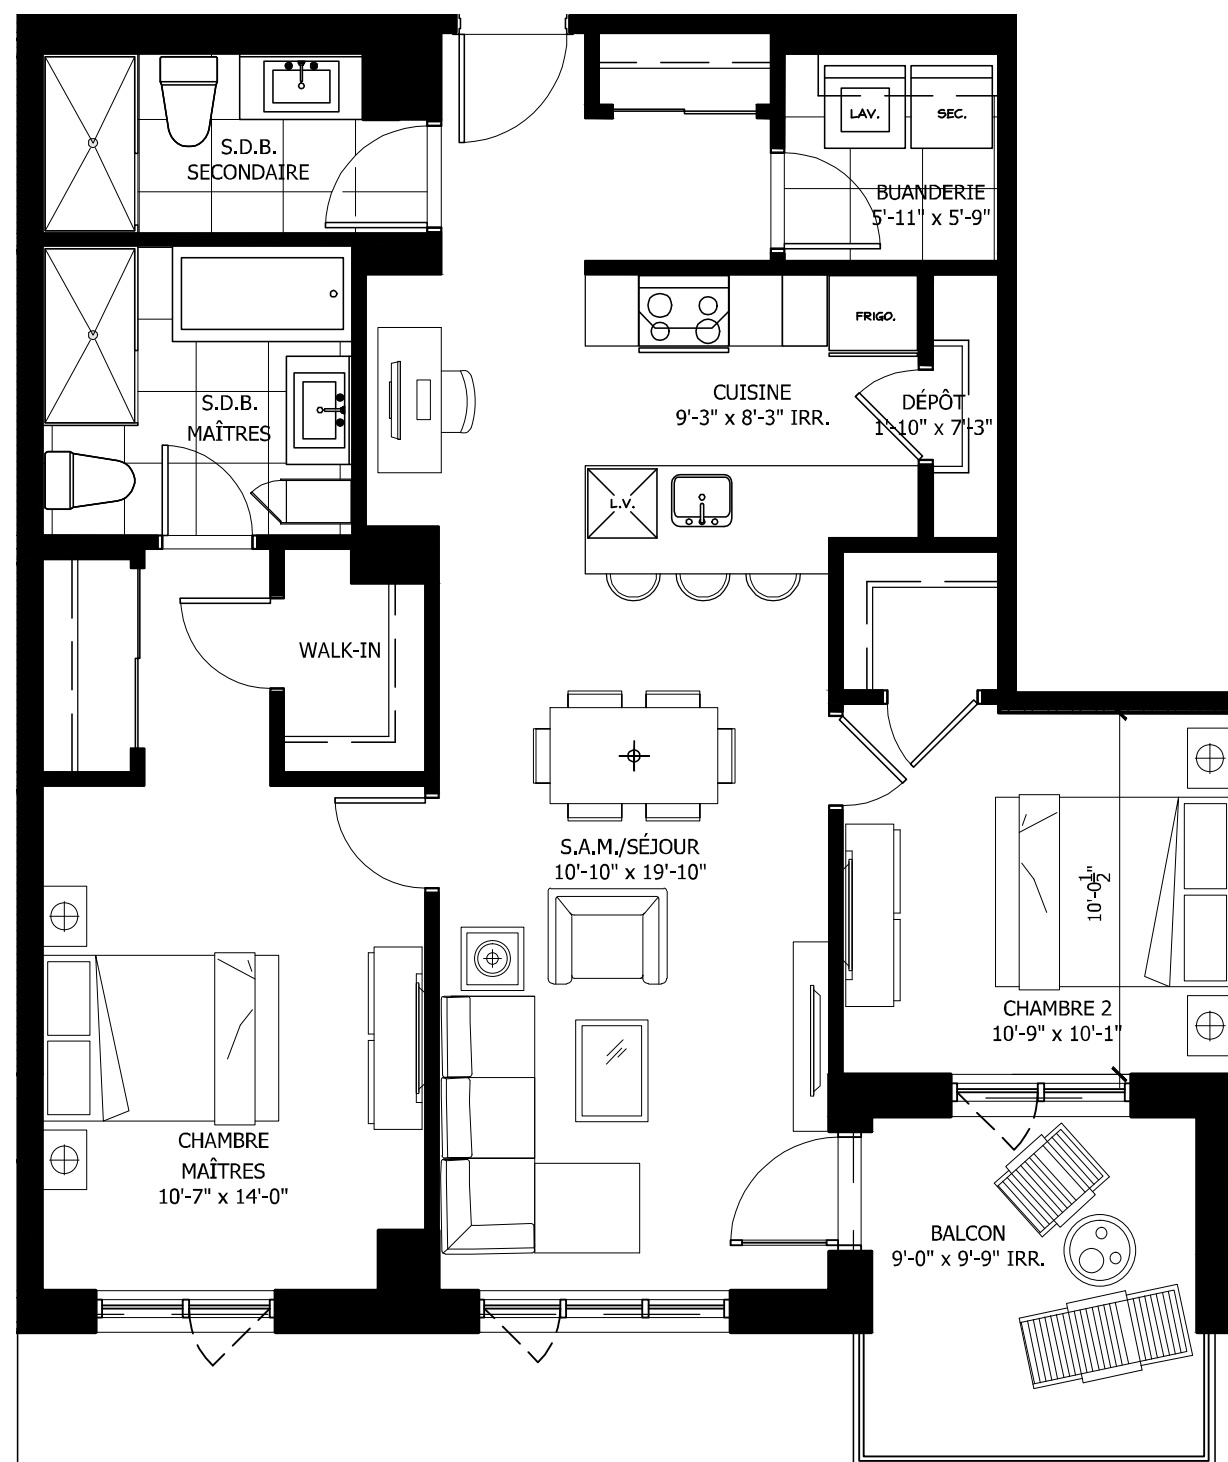 S.D.B.
SECONDAIRE
LAV.
SEC.
BUANDERIE
5'-11" x 5'-9"
FRIGO.
CUISINE
9'-3" x 8'-3" IRR.
DÉPÔT
1'-10" x 7'-3"
S.D.B.
MAÎTRES
L.V.
WALK-IN
S.A.M./SÉJOUR
10'-10" x 19'-10"
10'-0½"
CHAMBRE 2
10'-9" x 10'-1"
CHAMBRE
MAÎTRES
10'-7" x 14'-0"
BALCON
9'-0" x 9'-9" IRR.